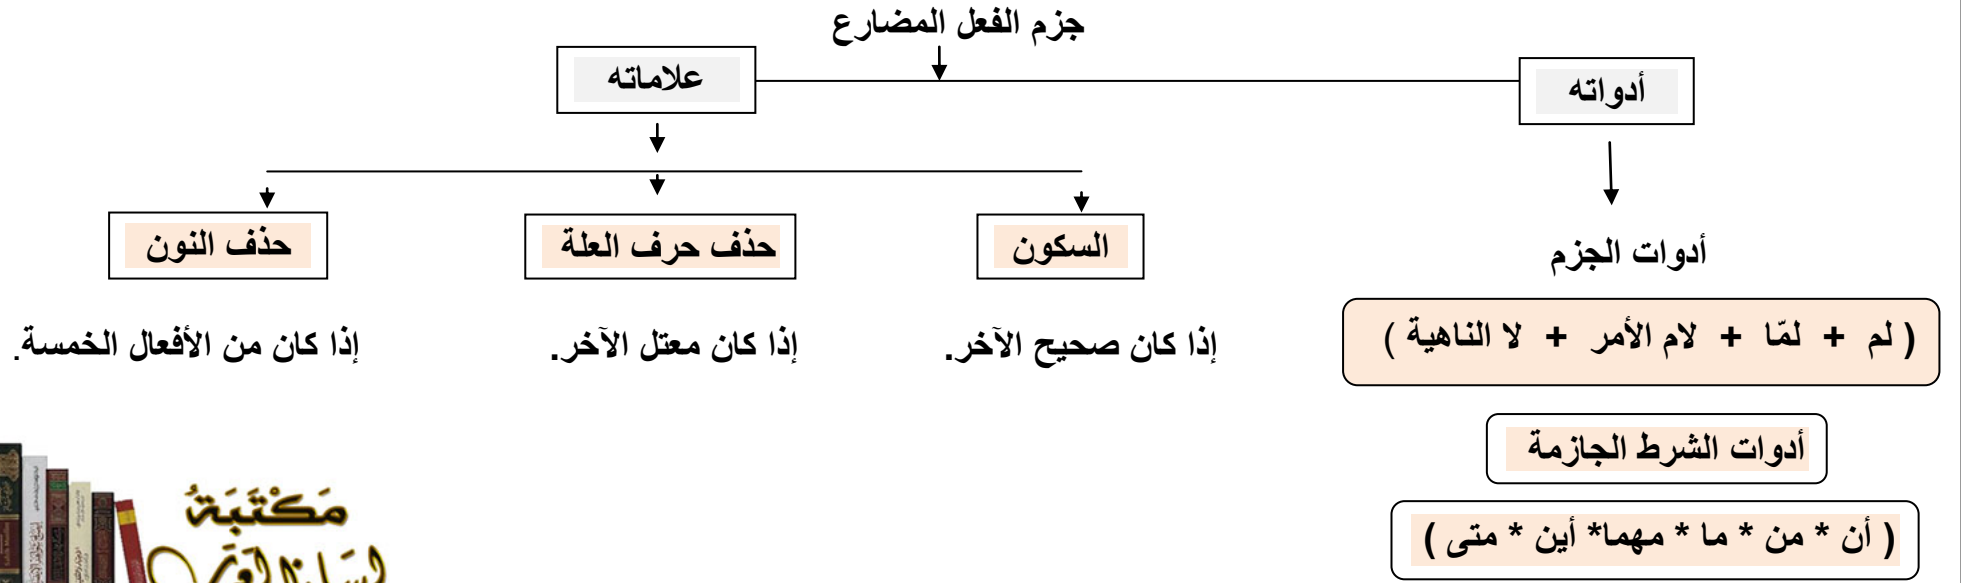 جزم الفعل المضارع
أدواته
علاماته
أدوات الجزم
( لم + لمّا + لام الأمر + لا الناهية )
أدوات الشرط الجازمة
( أن * من * ما * مهما* أين * متى )
السكون
إذا كان صحيح الآخر.
حذف حرف العلة
إذا كان معتل الآخر.
حذف النون
إذا كان من الأفعال الخمسة.
مَكْتَبَةُ